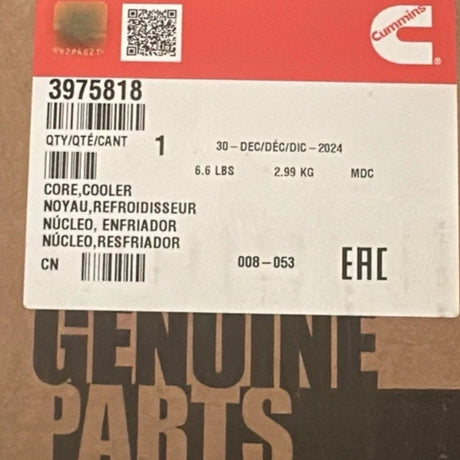 Cummins
3975818
QTY/QTÉ/CANT 1 30-DEC/DÉC/DIC-2024
6.6 LBS 2.99 KG MDC
CORE,COOLER
NOYAU,REFROIDISSEUR
NÚCLEO, ENFRIADOR
NÚCLEO,RESFRIADOR
CN 008-053 EAC
GENUINE
PARTS